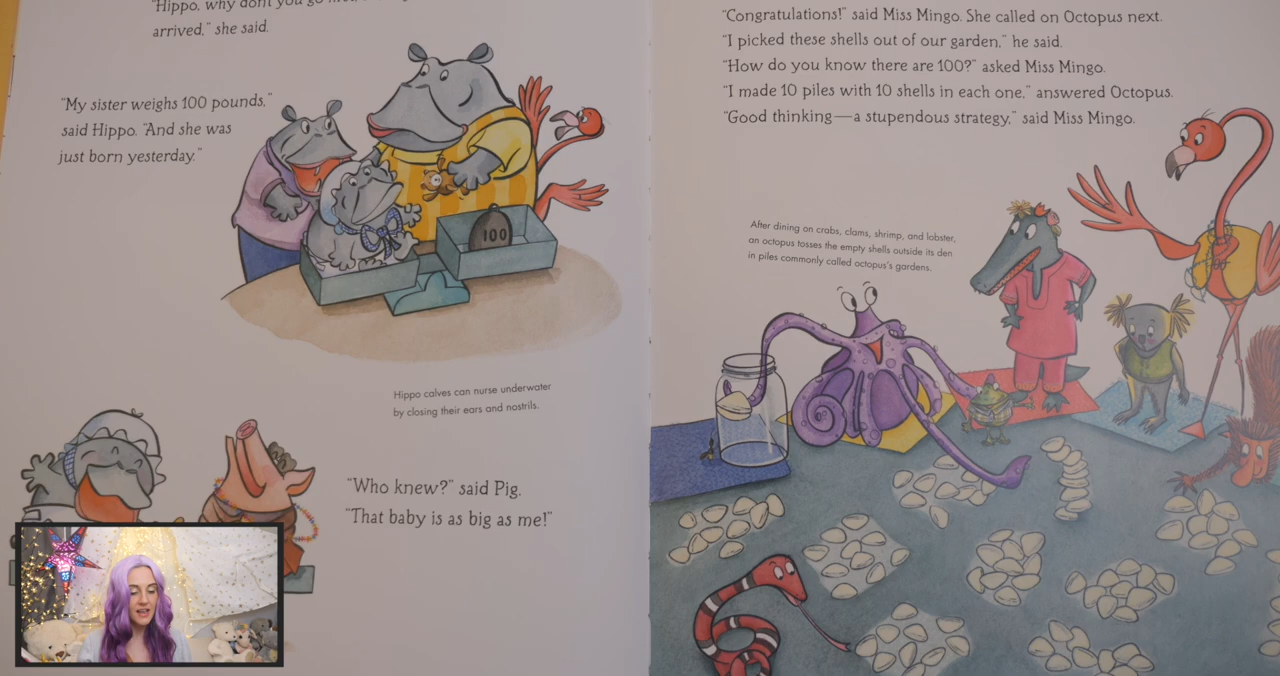 "Hippo, why don't you go
arrived," she said.
"My sister weighs 100 pounds,"
said Hippo. "And she was
just born yesterday."
100
Hippo calves can nurse underwater
by closing their ears and nostrils.
"Who knew?" said Pig.
"That baby is as big as me!"
"Congratulations!" said Miss Mingo. She called on Octopus next.
"I picked these shells out of our garden," he said.
"How do you know there are 100?" asked Miss Mingo.
"I made 10 piles with 10 shells in each one," answered Octopus.
"Good thinking—a stupendous strategy," said Miss Mingo.
After dining on crabs, clams, shrimp, and lobster,
an octopus tosses the empty shells outside its den
in piles commonly called octopus's gardens.